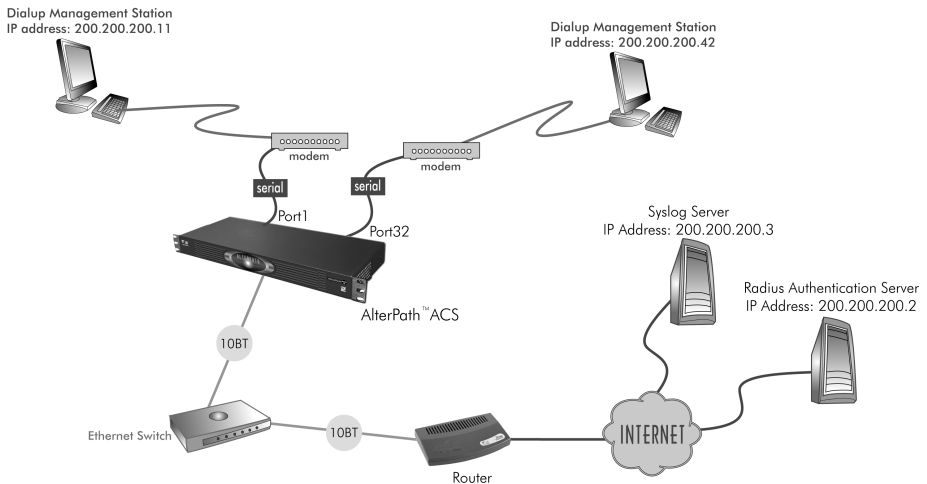 Dialup Management Station
IP address: 200.200.200.11
Dialup Management Station
IP address: 200.200.200.42
modem
modem
serial
serial
Port1
Port32
Syslog Server
IP Address: 200.200.200.3
Radius Authentication Server
IP Address: 200.200.200.2
AlterPath™ACS
10BT
Ethernet Switch
10BT
INTERNET
Router